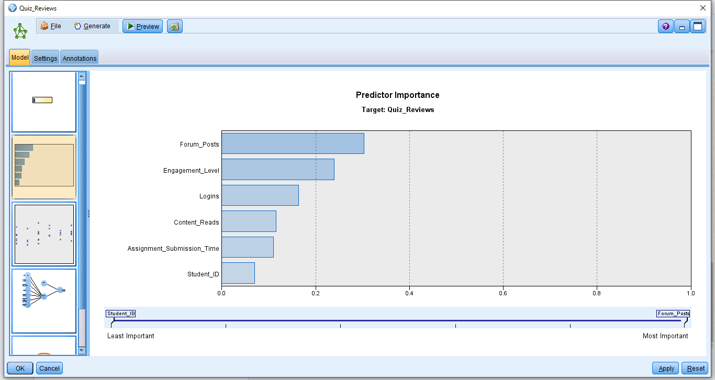 Quiz_Reviews
File Generate Preview
Model Settings Annotations
Predictor Importance
Target: Quiz_Reviews
Forum_Posts
Engagement_Level
Logins
Content_Reads
Assignment_Submission_Time
Student_ID
0.0 0.2 0.4 0.6 0.8 1.0
Student_ID Forum_Posts
Least Important Most Important
OK Cancel Apply Reset